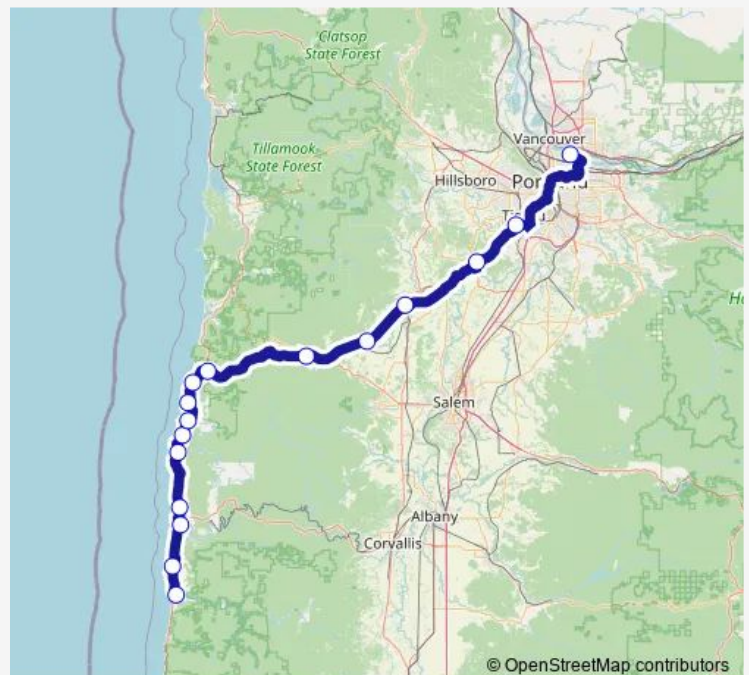 Clatsop
State Forest
Tillamook
State Forest
Vancouver
Hillsboro
Salem
Albany
Corvallis
© OpenStreetMap contributors